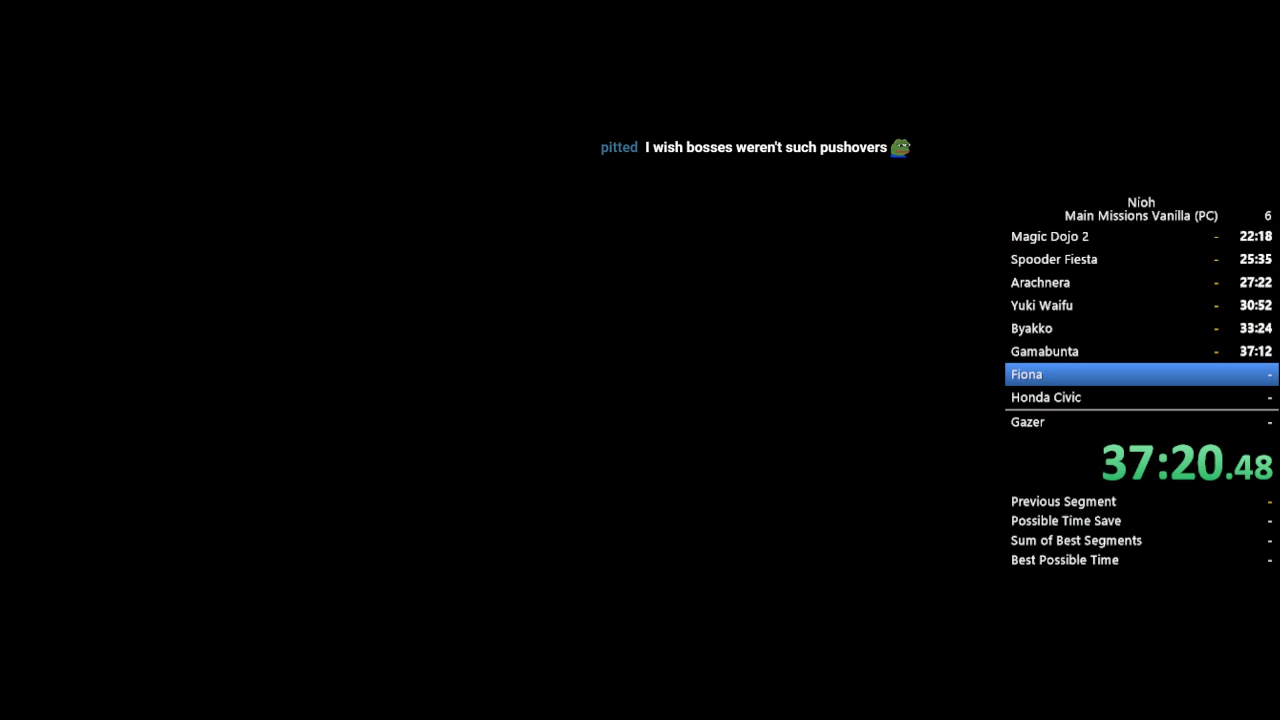 pitted I wish bosses weren't such pushovers
Nioh
Main Missions Vanilla (PC) 6
Magic Dojo 2 - 22:18
Spooder Fiesta - 25:35
Arachnera - 27:22
Yuki Waifu - 30:52
Byakko - 33:24
Gamabunta - 37:12
Fiona -
Honda Civic -
Gazer -
37:20.48
Previous Segment -
Possible Time Save -
Sum of Best Segments -
Best Possible Time -